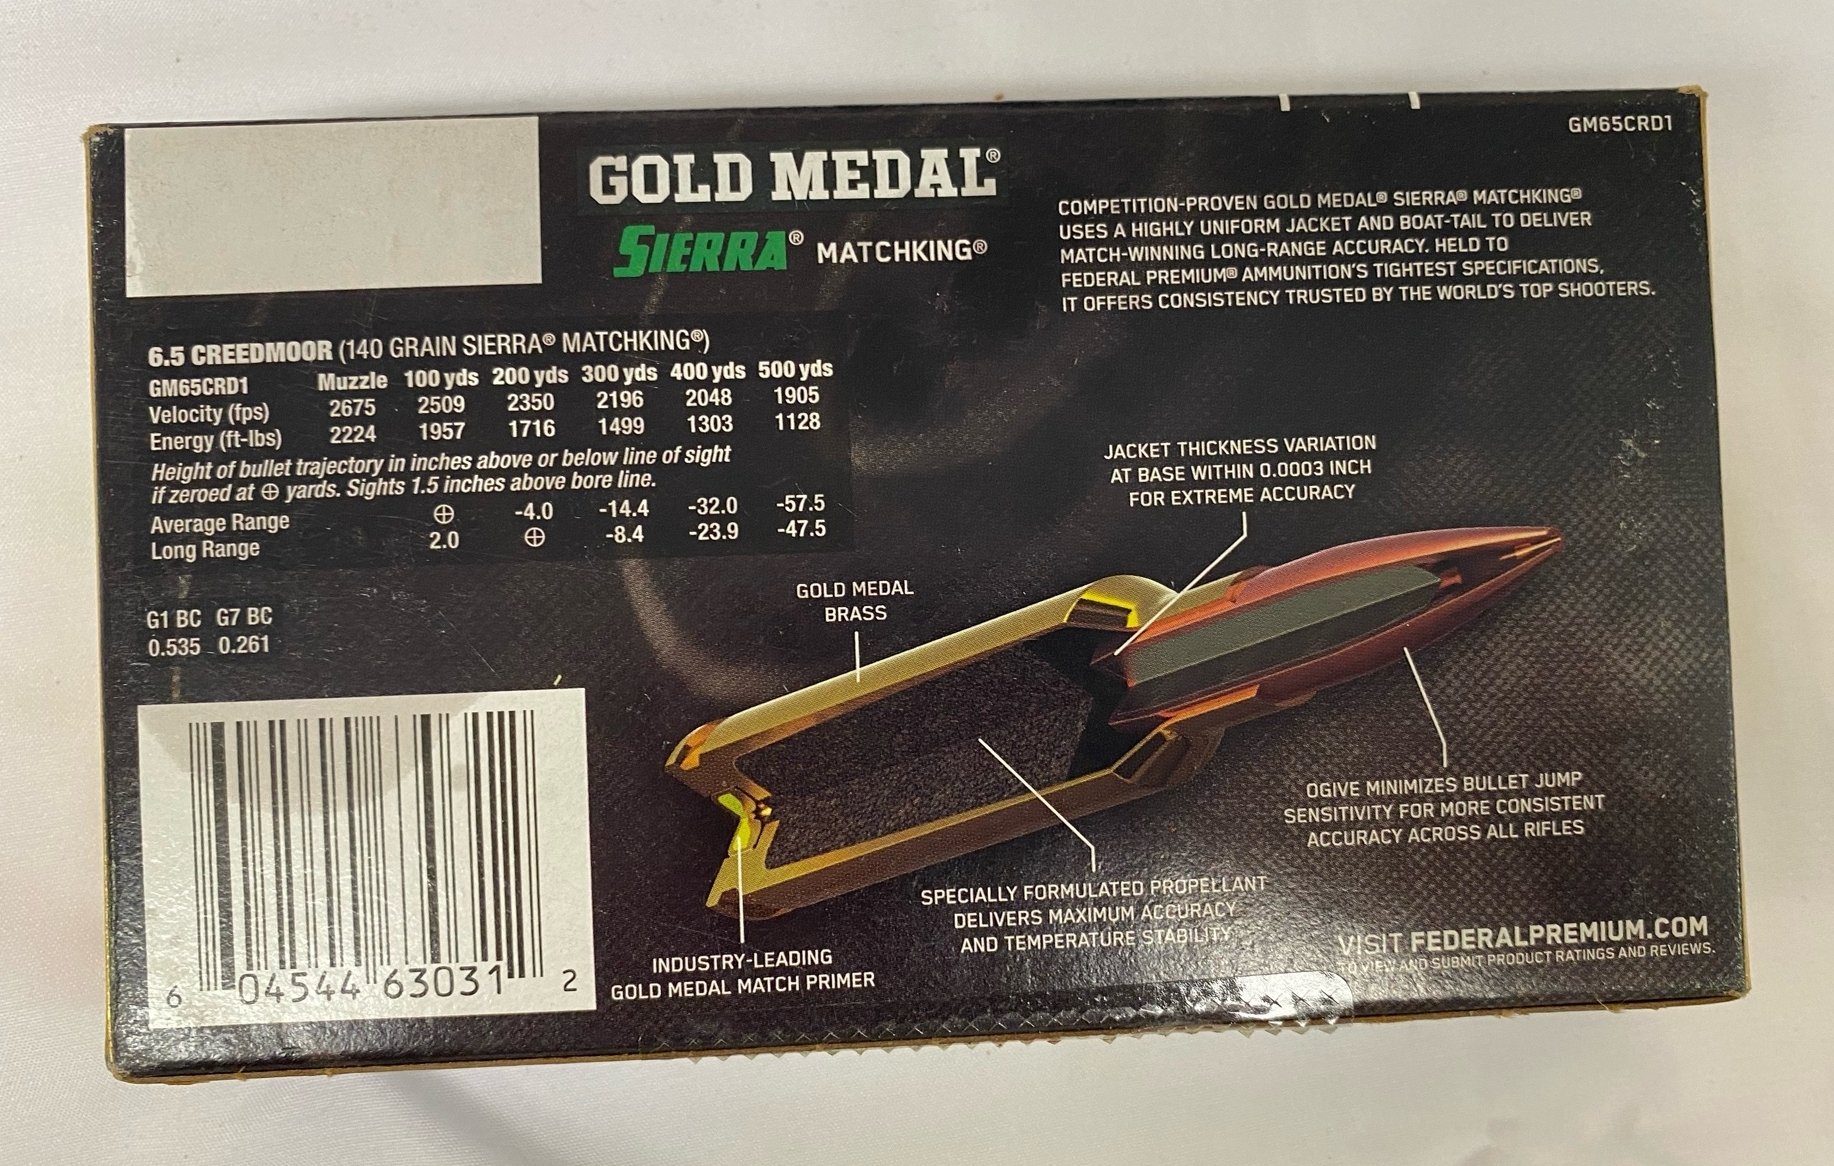 GM65CRD1
GOLD MEDAL®
SIERRA® MATCHKING®
COMPETITION-PROVEN GOLD MEDAL® SIERRA® MATCHKING®
USES A HIGHLY UNIFORM JACKET AND BOAT-TAIL TO DELIVER
MATCH-WINNING LONG-RANGE ACCURACY. HELD TO
FEDERAL PREMIUM® AMMUNITION'S TIGHTEST SPECIFICATIONS,
IT OFFERS CONSISTENCY TRUSTED BY THE WORLD'S TOP SHOOTERS.
6.5 CREEDMOOR (140 GRAIN SIERRA® MATCHKING®)
GM65CRD1 Muzzle 100 yds 200 yds 300 yds 400 yds 500 yds
Velocity (fps) 2675 2509 2350 2196 2048 1905
Energy (ft-lbs) 2224 1957 1716 1499 1303 1128
Height of bullet trajectory in inches above or below line of sight
if zeroed at ⊕ yards. Sights 1.5 inches above bore line.
Average Range ⊕ -4.0 -14.4 -32.0 -57.5
Long Range 2.0 ⊕ -8.4 -23.9 -47.5
G1 BC G7 BC
0.535 0.261
JACKET THICKNESS VARIATION
AT BASE WITHIN 0.0003 INCH
FOR EXTREME ACCURACY
GOLD MEDAL
BRASS
OGIVE MINIMIZES BULLET JUMP
SENSITIVITY FOR MORE CONSISTENT
ACCURACY ACROSS ALL RIFLES
SPECIALLY FORMULATED PROPELLANT
DELIVERS MAXIMUM ACCURACY
AND TEMPERATURE STABILITY
INDUSTRY-LEADING
GOLD MEDAL MATCH PRIMER
VISIT FEDERALPREMIUM.COM
TO VIEW AND SUBMIT PRODUCT RATINGS AND REVIEWS.
6 04544 63031 2